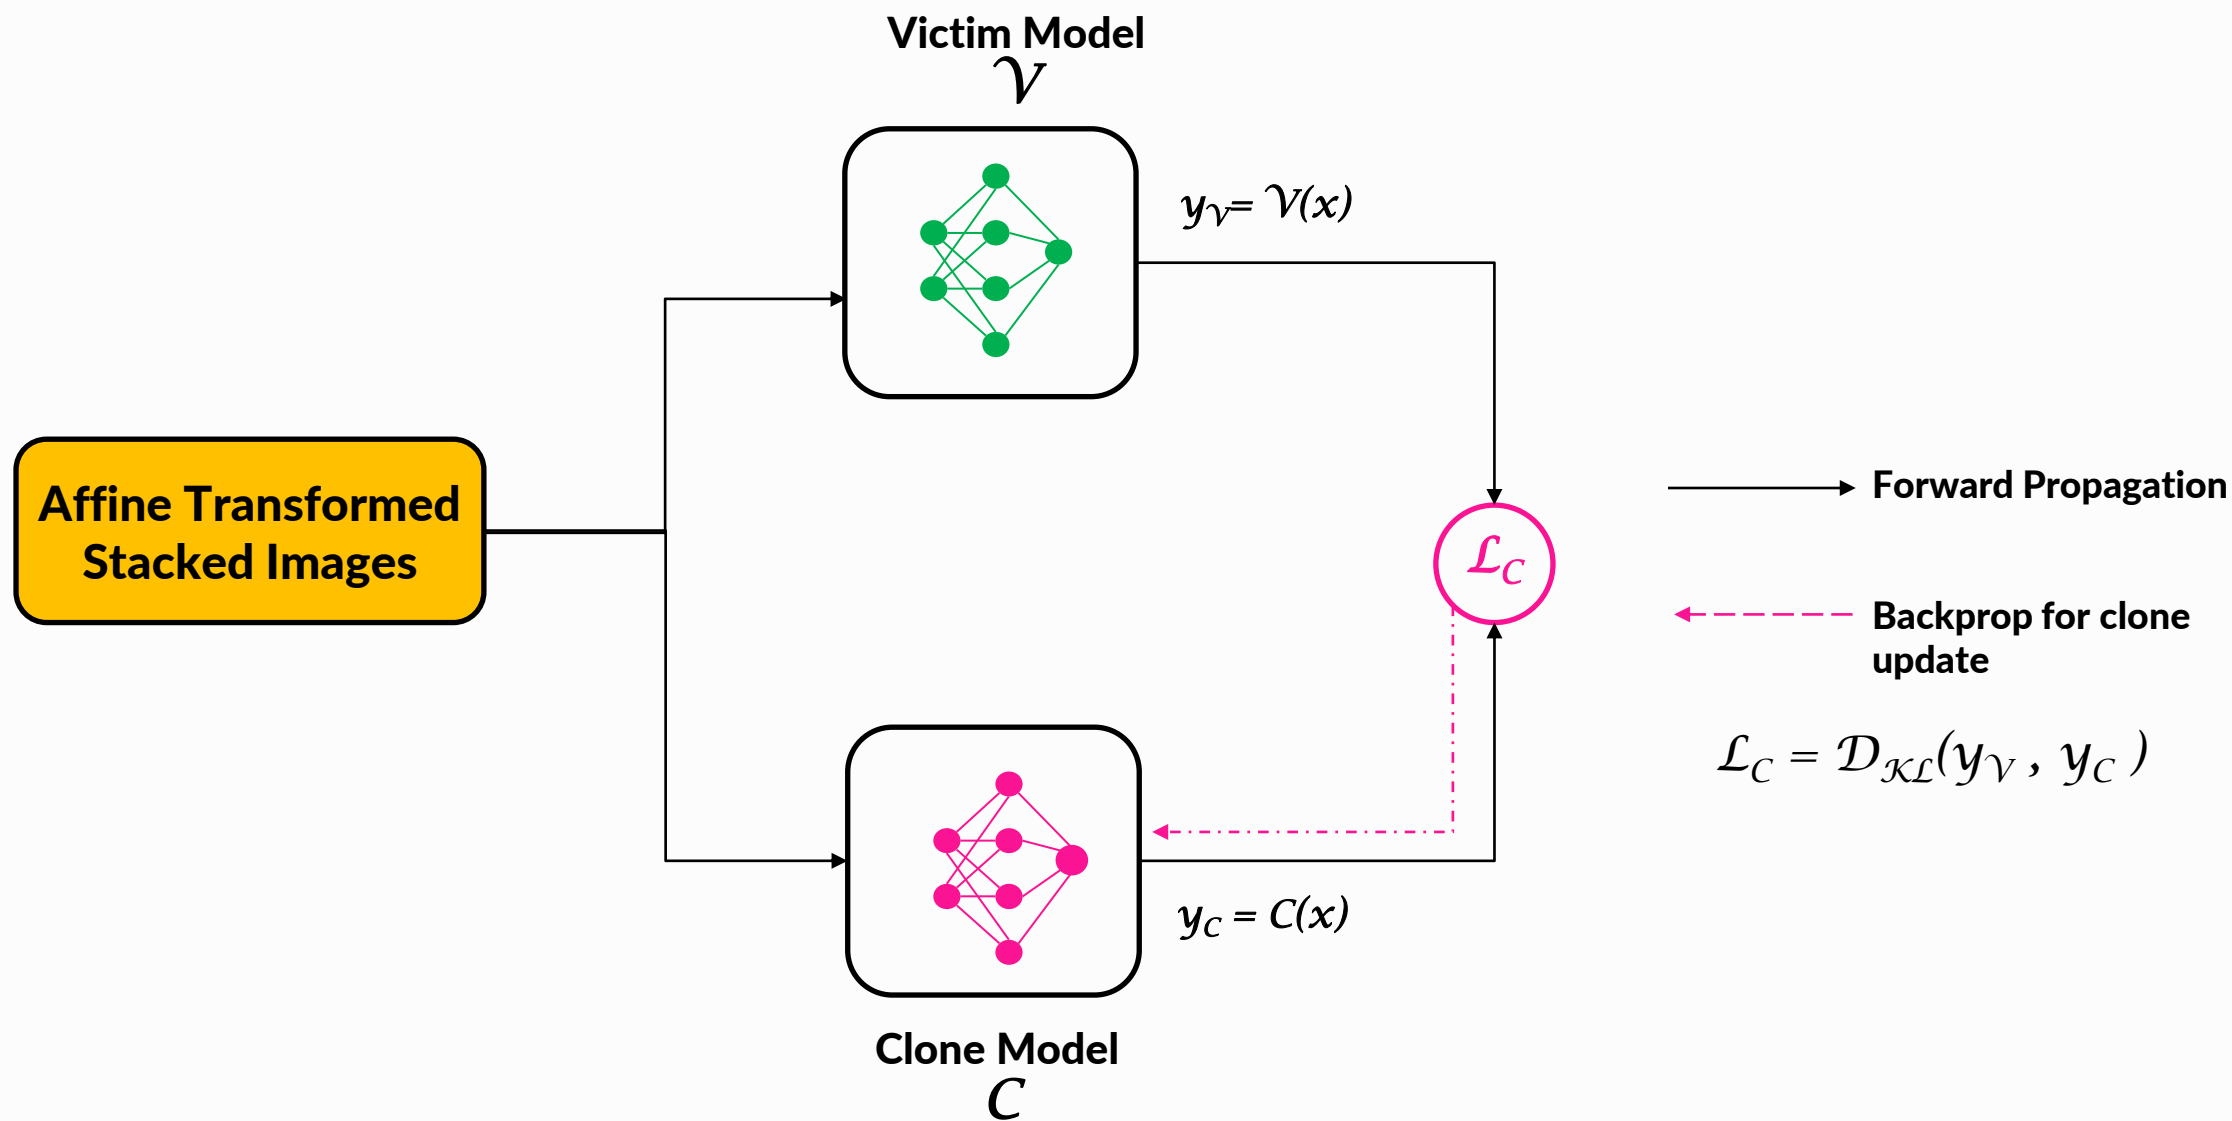 Victim Model
𝒱
y𝒱= 𝒱(x)
Affine Transformed
Stacked Images
ℒC
Forward Propagation
Backprop for clone
update
ℒC = 𝒟𝒦ℒ(y𝒱 , yC )
yC = C(x)
Clone Model
C